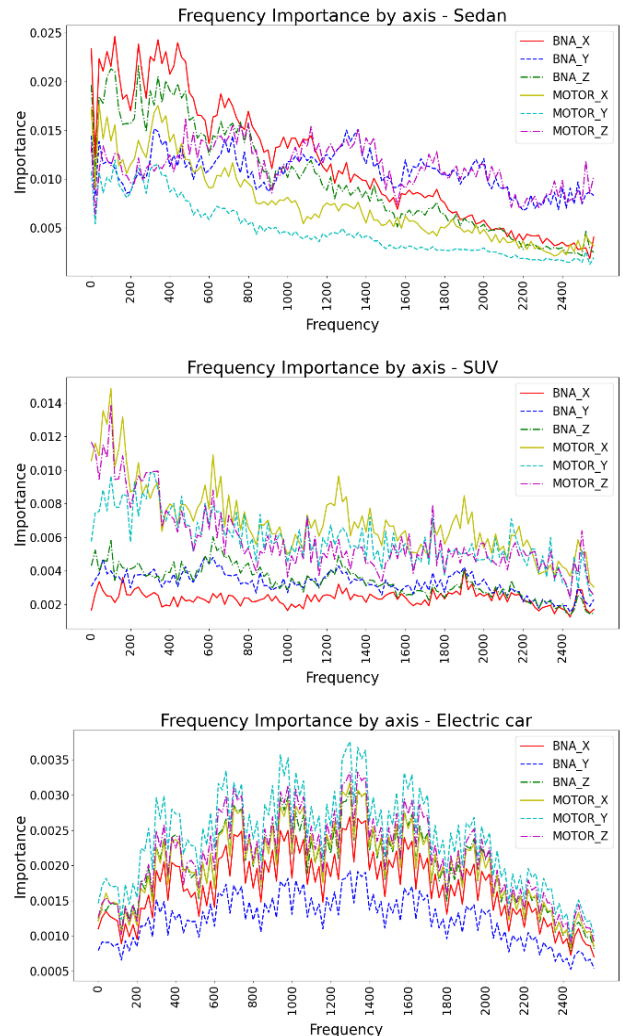 Frequency Importance by axis - Sedan
0.025
0.020
0.015
0.010
0.005
Importance
BNA_X
BNA_Y
BNA_Z
MOTOR_X
MOTOR_Y
MOTOR_Z
0 200 400 600 800 1000 1200 1400 1600 1800 2000 2200 2400
Frequency
Frequency Importance by axis - SUV
0.014
0.012
0.010
0.008
0.006
0.004
0.002
Importance
BNA_X
BNA_Y
BNA_Z
MOTOR_X
MOTOR_Y
MOTOR_Z
0 200 400 600 800 1000 1200 1400 1600 1800 2000 2200 2400
Frequency
Frequency Importance by axis - Electric car
0.0035
0.0030
0.0025
0.0020
0.0015
0.0010
0.0005
Importance
BNA_X
BNA_Y
BNA_Z
MOTOR_X
MOTOR_Y
MOTOR_Z
0 200 400 600 800 1000 1200 1400 1600 1800 2000 2200 2400
Frequency